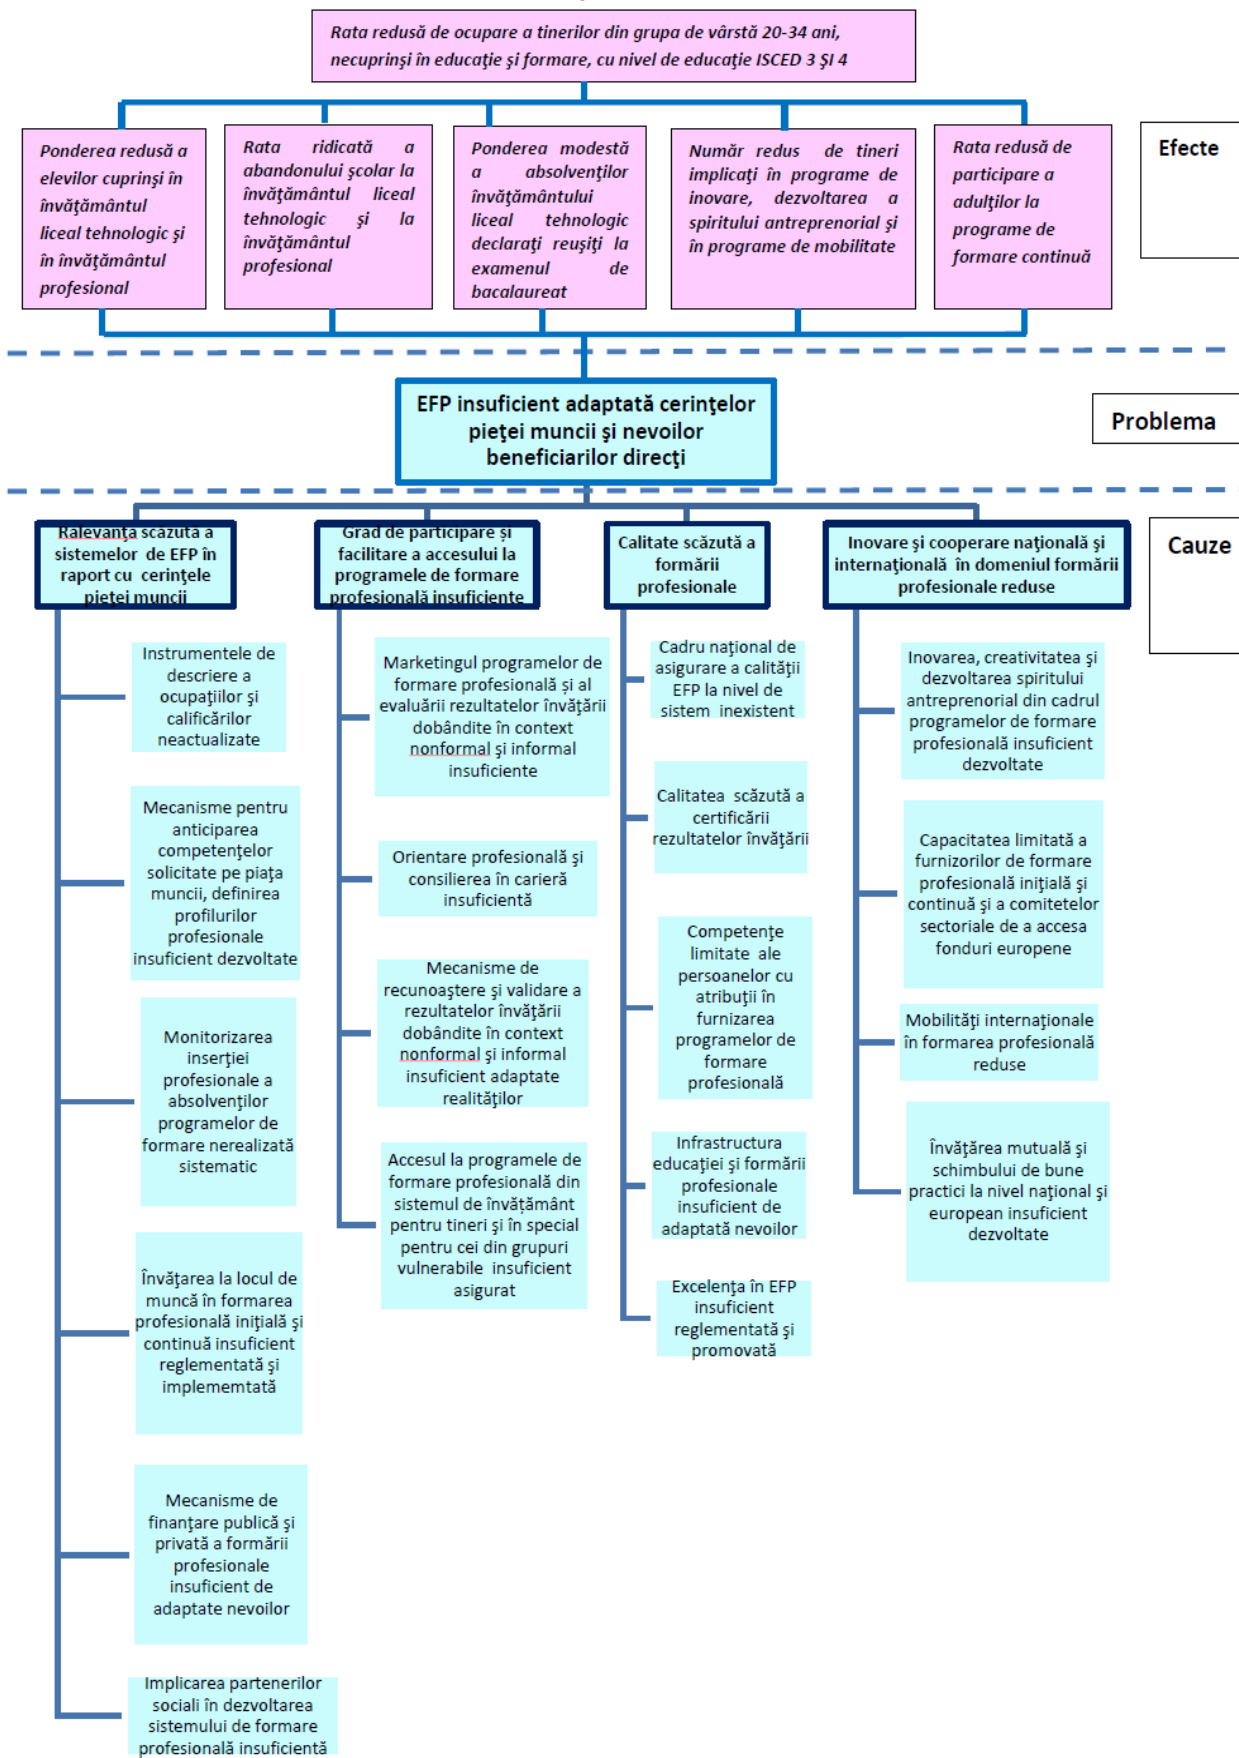 Rata redusă de ocupare a tinerilor din grupa de vârstă 20-34 ani,
necuprinşi în educaţie şi formare, cu nivel de educaţie ISCED 3 ŞI 4
Ponderea redusă a
elevilor cuprinşi în
învăţământul
liceal tehnologic şi
în învăţământul
profesional
Rata ridicată a
abandonului şcolar la
învăţământul liceal
tehnologic şi la
învăţământul
profesional
Ponderea modestă
a absolvenţilor
învăţământului
liceal tehnologic
declaraţi reuşiţi la
examenul de
bacalaureat
Număr redus de tineri
implicaţi în programe de
inovare, dezvoltarea a
spiritului antreprenorial şi
în programe de mobilitate
Rata redusă de
participare a
adulţilor la
programe de
formare continuă
Efecte
EFP insuficient adaptată cerinţelor
pieţei muncii şi nevoilor
beneficiarilor direcţi
Problema
Ralevanţa scăzută a
sistemelor de EFP în
raport cu cerinţele
pieţei muncii
Grad de participare și
facilitare a accesului la
programele de formare
profesională insuficiente
Calitate scăzută a
formării
profesionale
Inovare şi cooperare naţională şi
internaţională în domeniul formării
profesionale reduse
Cauze
Instrumentele de
descriere a
ocupaţiilor şi
calificărilor
neactualizate
Mecanisme pentru
anticiparea
competenţelor
solicitate pe piaţa
muncii, definirea
profilurilor
profesionale
insuficient dezvoltate
Monitorizarea
inserţiei
profesionale a
absolvenţilor
programelor de
formare nerealizată
sistematic
Învăţarea la locul de
muncă în formarea
profesională iniţială şi
continuă insuficient
reglementată şi
implememtată
Mecanisme de
finanţare publică şi
privată a formării
profesionale
insuficient de
adaptate nevoilor
Implicarea partenerilor
sociali în dezvoltarea
sistemului de formare
profesională insuficientă
Marketingul programelor de
formare profesională și al
evaluării rezultatelor învăţării
dobândite în context
nonformal şi informal
insuficiente
Orientare profesională şi
consilierea în carieră
insuficientă
Mecanisme de
recunoaştere şi validare a
rezultatelor învăţării
dobândite în context
nonformal şi informal
insuficient adaptate
realităţilor
Accesul la programele de
formare profesională din
sistemul de învăţământ
pentru tineri şi în special
pentru cei din grupuri
vulnerabile insuficient
asigurat
Cadru naţional de
asigurare a calităţii
EFP la nivel de
sistem inexistent
Calitatea scăzută a
certificării
rezultatelor învăţării
Competenţe
limitate ale
persoanelor cu
atribuţii în
furnizarea
programelor de
formare
profesională
Infrastructura
educaţiei şi formării
profesionale
insuficient de
adaptată nevoilor
Excelenţa în EFP
insuficient
reglementată şi
promovată
Inovarea, creativitatea şi
dezvoltarea spiritului
antreprenorial din cadrul
programelor de formare
profesională insuficient
dezvoltate
Capacitatea limitată a
furnizorilor de formare
profesională iniţială şi
continuă şi a comitetelor
sectoriale de a accesa
fonduri europene
Mobilităţi internaţionale
în formarea profesională
reduse
Învăţărea mutuală şi
schimbului de bune
practici la nivel naţional şi
european insuficient
dezvoltate